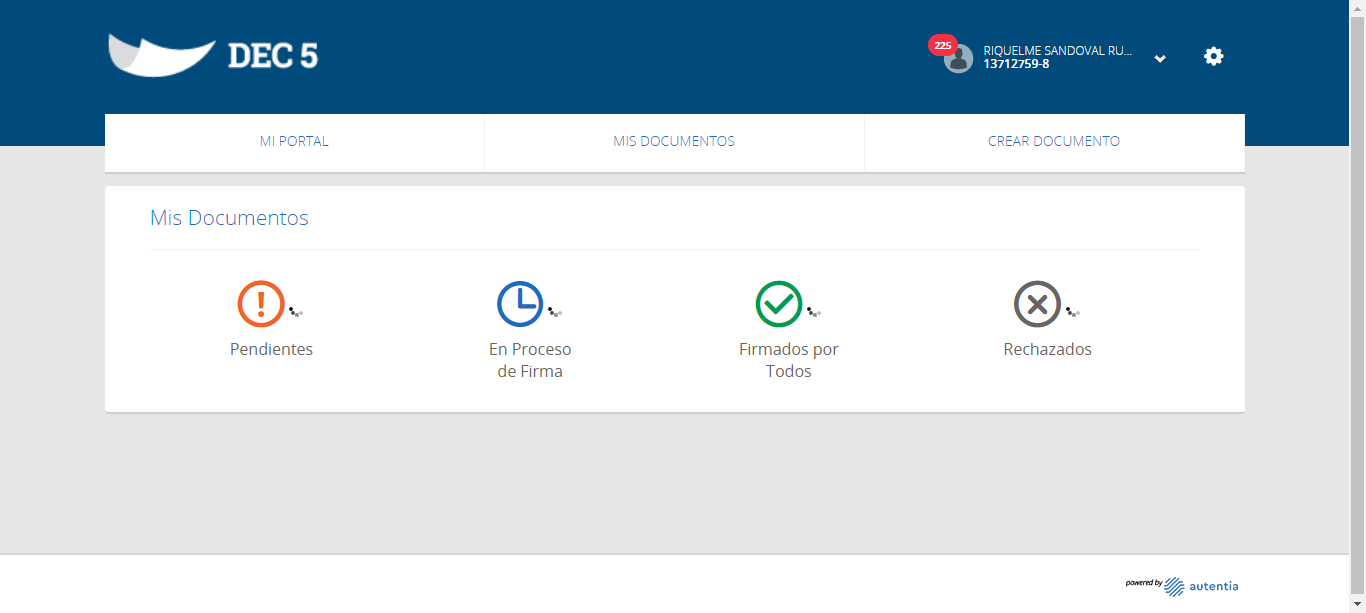 DEC 5
225
RIQUELME SANDOVAL RU...
13712759-8
MI PORTAL
MIS DOCUMENTOS
CREAR DOCUMENTO
Mis Documentos
Pendientes
En Proceso
de Firma
Firmados por
Todos
Rechazados
powered by autentia